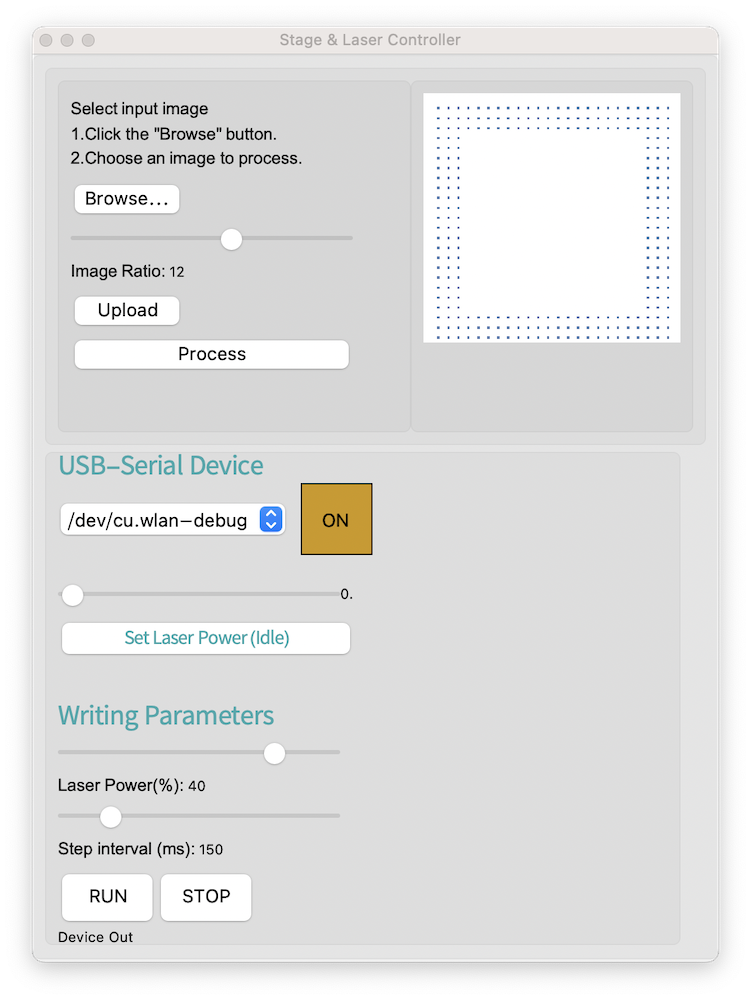 Stage & Laser Controller
Select input image
1.Click the "Browse" button.
2.Choose an image to process.
Browse...
Image Ratio: 12
Upload
Process
USB-Serial Device
/dev/cu.wlan-debug
ON
0.
Set Laser Power (Idle)
Writing Parameters
Laser Power(%): 40
Step interval (ms): 150
RUN STOP
Device Out